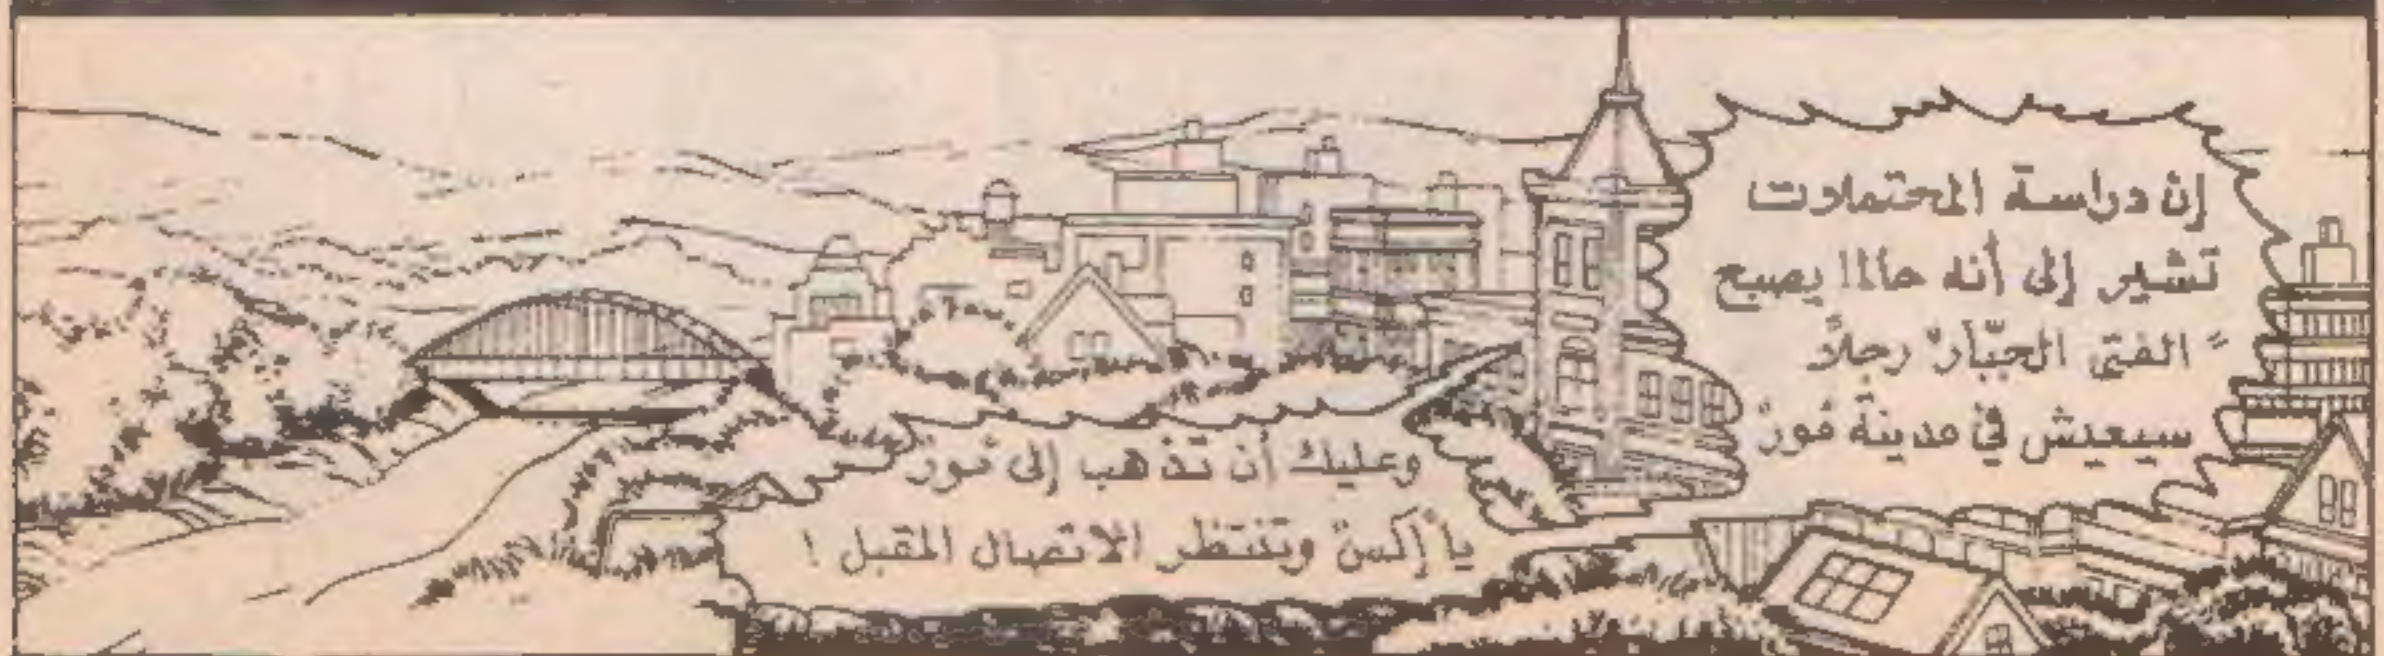 إن دراسة المحتملات
تشير إلى أنه حالما يصبح
"الفتى الجبّار" رجلاً
سيعيش في مدينة "فور"
وعليك أن تذهب إلى "فور"
يا "إلكس" وتنتظر الاتصال المقبل !